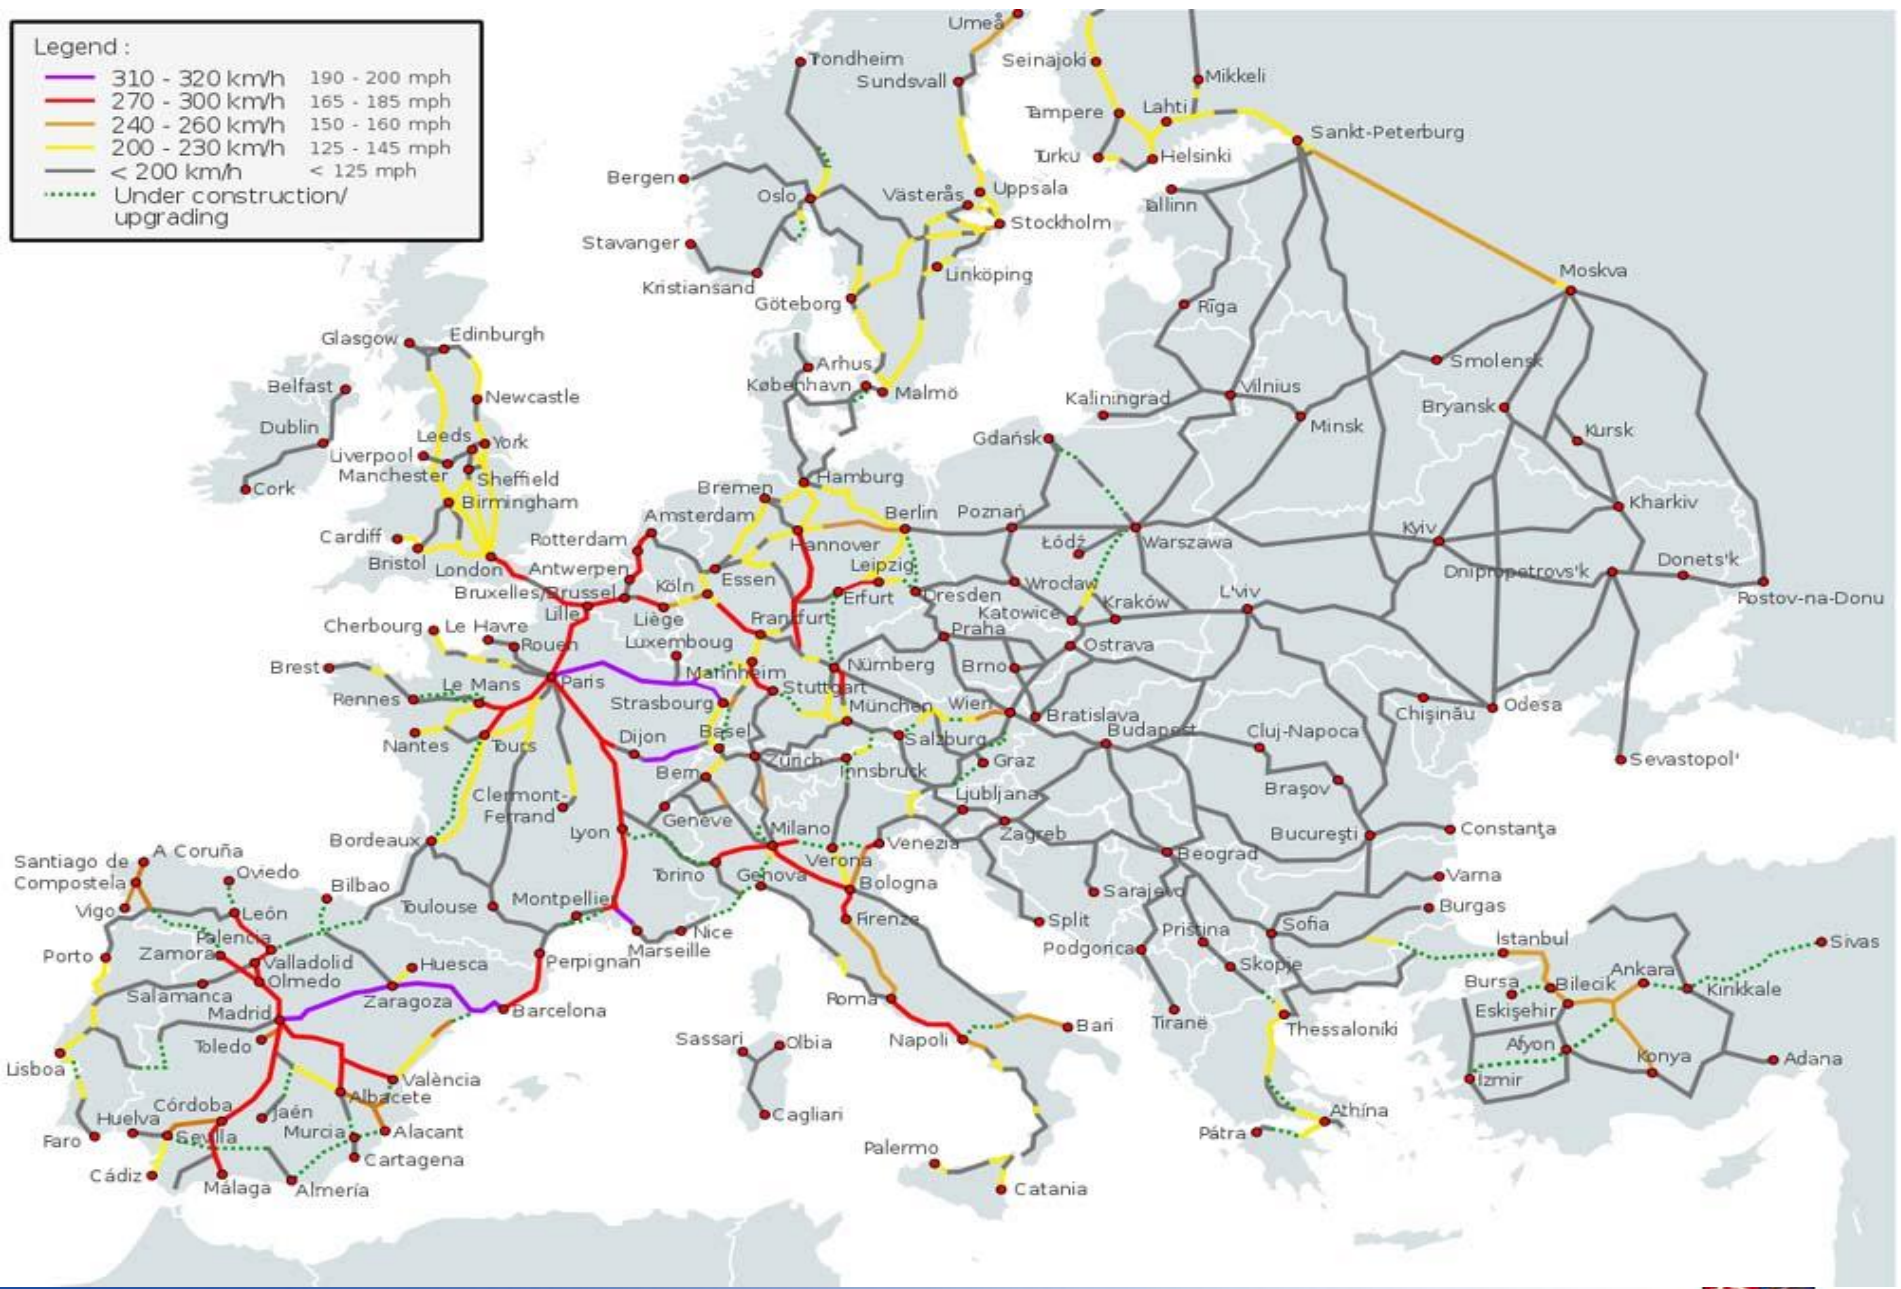 Legend :
310 - 320 km/h 190 - 200 mph
270 - 300 km/h 165 - 185 mph
240 - 260 km/h 150 - 160 mph
200 - 230 km/h 125 - 145 mph
< 200 km/h < 125 mph
Under construction/
upgrading
Umeå
Trondheim
Sundsvall
Seinäjoki
Mikkeli
Tampere
Lahti
Sankt-Peterburg
Turku
Helsinki
Bergen
Oslo
Västerås
Uppsala
Tallinn
Stockholm
Stavanger
Linköping
Moskva
Kristiansand
Göteborg
Rīga
Glasgow
Edinburgh
Arhus
Smolensk
København
Malmö
Belfast
Newcastle
Kaliningrad
Vilnius
Bryansk
Minsk
Dublin
Leeds
York
Gdańsk
Kursk
Liverpool
Manchester
Sheffield
Hamburg
Cork
Bremen
Birmingham
Kharkiv
Amsterdam
Berlin
Poznań
Kyiv
Cardiff
Rotterdam
Hannover
Łódź
Warszawa
Bristol
London
Antwerpen
Essen
Leipzig
Donets'k
Dnipropetrovs'k
Köln
Bruxelles/Brussel
Erfurt
Dresden
Wrocław
Rostov-na-Donu
Lille
Liège
Frankfurt
Katowice
Kraków
L'viv
Cherbourg
Le Havre
Rouen
Luxemboug
Praha
Ostrava
Brest
Mannheim
Nürnberg
Brno
Rennes
Le Mans
Paris
Stuttgart
Strasbourg
München
Wien
Bratislava
Chişinău
Odesa
Nantes
Tours
Dijon
Basel
Salzburg
Budapest
Cluj-Napoca
Bern
Zürich
Innsbruck
Graz
Sevastopol'
Clermont-
Ferrand
Genève
Ljubljana
Braşov
Bordeaux
Lyon
Milano
Zagreb
Bucureşti
Constanţa
Venezia
Verona
Beograd
A Coruña
Santiago de
Compostela
Oviedo
Bilbao
Torino
Genova
Bologna
Sarajevo
Varna
Vigo
León
Toulouse
Montpellier
Firenze
Split
Burgas
Nice
Marseille
Priština
Sofia
Porto
Palencia
Zamora
Valladolid
Huesca
Perpignan
Podgorica
Skopje
İstanbul
Sivas
Olmedo
Salamanca
Zaragoza
Barcelona
Roma
Ankara
Bursa
Bilecik
Kırıkkale
Madrid
Toledo
Eskişehir
Tiranë
Thessaloniki
Napoli
Bari
Sassari
Olbia
Afyon
Konya
Adana
Lisboa
València
İzmir
Albacete
Córdoba
Jaén
Cagliari
Athína
Huelva
Sevilla
Murcia
Alacant
Pátra
Faro
Cartagena
Palermo
Cádiz
Málaga
Almería
Catania